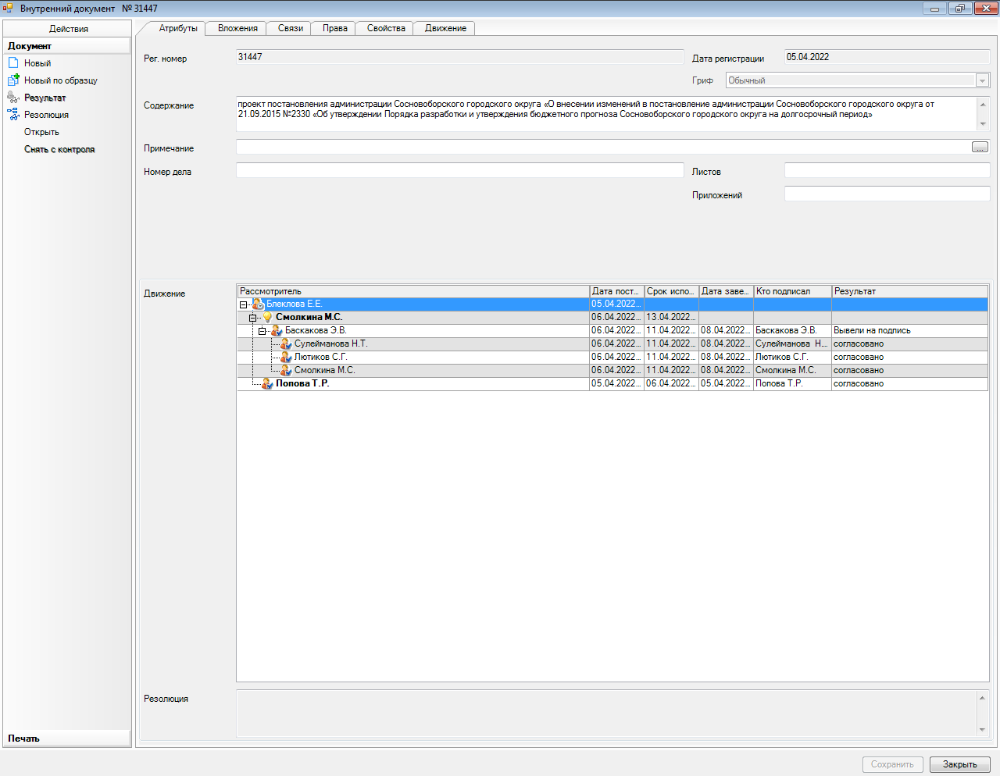 Внутренний документ № 31447
Действия
Документ
Новый
Новый по образцу
Результат
Резолюция
Открыть
Снять с контроля
Печать
Атрибуты Вложения Связи Права Свойства Движение
Рег. номер 31447 Дата регистрации 05.04.2022
Гриф Обычный
Содержание проект постановления администрации Сосновоборского городского округа «О внесении изменений в постановление администрации Сосновоборского городского округа от
21.09.2015 №2330 «Об утверждении Порядка разработки и утверждения бюджетного прогноза Сосновоборского городского округа на долгосрочный период»
Примечание ...
Номер дела Листов
Приложений
Движение
Рассмотритель Дата пост... Срок испо... Дата заве... Кто подписал Результат
Блеклова Е.Е. 05.04.2022...
Смолкина М.С. 06.04.2022... 13.04.2022...
Баскакова Э.В. 06.04.2022... 11.04.2022... 08.04.2022... Баскакова Э.В. Вывели на подпись
Сулейманова Н.Т. 06.04.2022... 11.04.2022... 08.04.2022... Сулейманова Н... согласовано
Лютиков С.Г. 06.04.2022... 11.04.2022... 08.04.2022... Лютиков С.Г. согласовано
Смолкина М.С. 06.04.2022... 11.04.2022... 08.04.2022... Смолкина М.С. согласовано
Попова Т.Р. 05.04.2022... 06.04.2022... 05.04.2022... Попова Т.Р. согласовано
Резолюция
Сохранить Закрыть